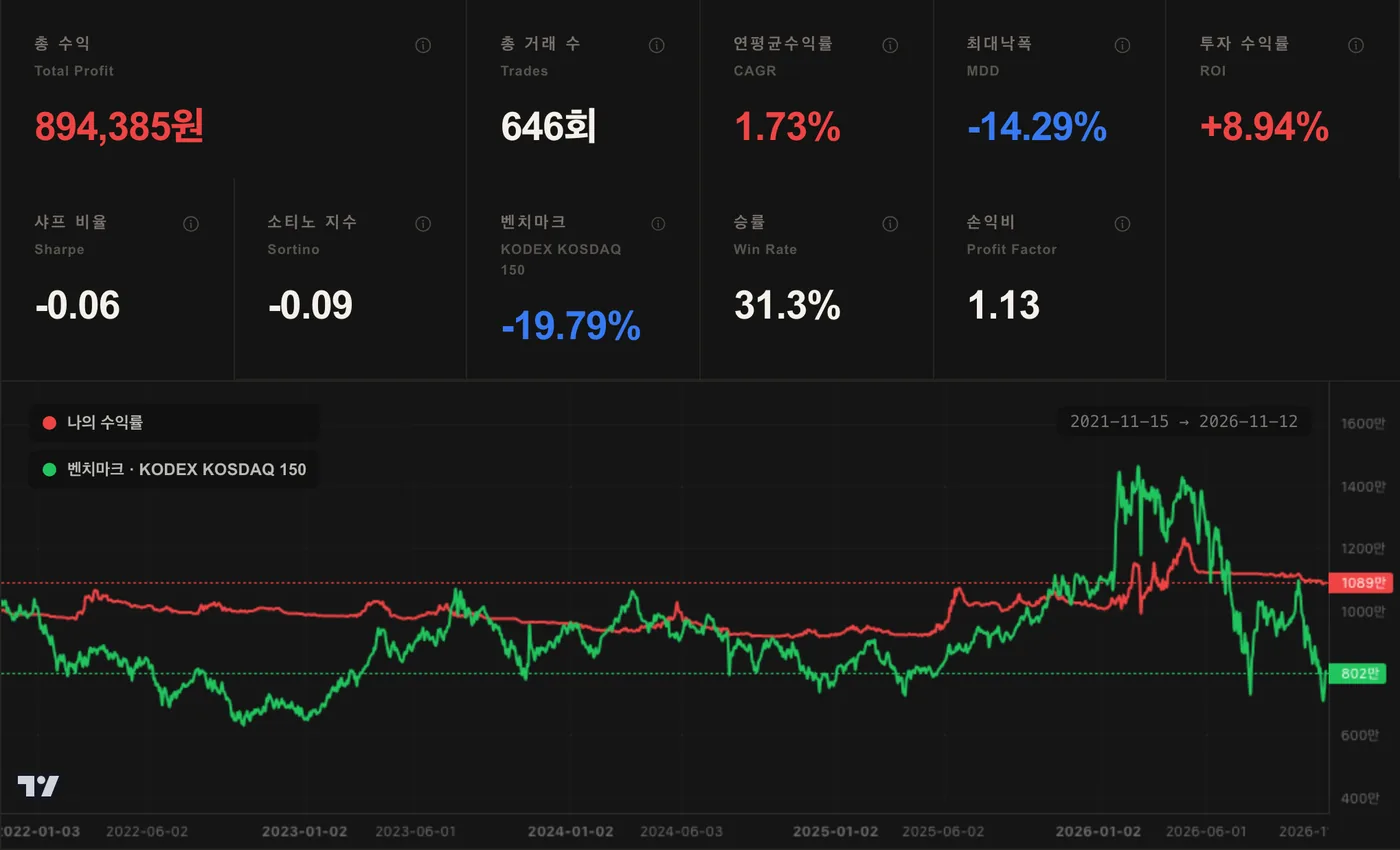 총 수익
Total Profit
894,385원
총 거래 수
Trades
646회
연평균수익률
CAGR
1.73%
최대낙폭
MDD
-14.29%
투자 수익률
ROI
+8.94%
샤프 비율
Sharpe
-0.06
소티노 지수
Sortino
-0.09
벤치마크
KODEX KOSDAQ
150
-19.79%
승률
Win Rate
31.3%
손익비
Profit Factor
1.13
나의 수익률
벤치마크 · KODEX KOSDAQ 150
2021-11-15 → 2026-11-12
1600만
1400만
1200만
1089만
1000만
802만
600만
400만
2022-01-03 2022-06-02 2023-01-02 2023-06-01 2024-01-02 2024-06-03 2025-01-02 2025-06-02 2026-01-02 2026-06-01 2026-1